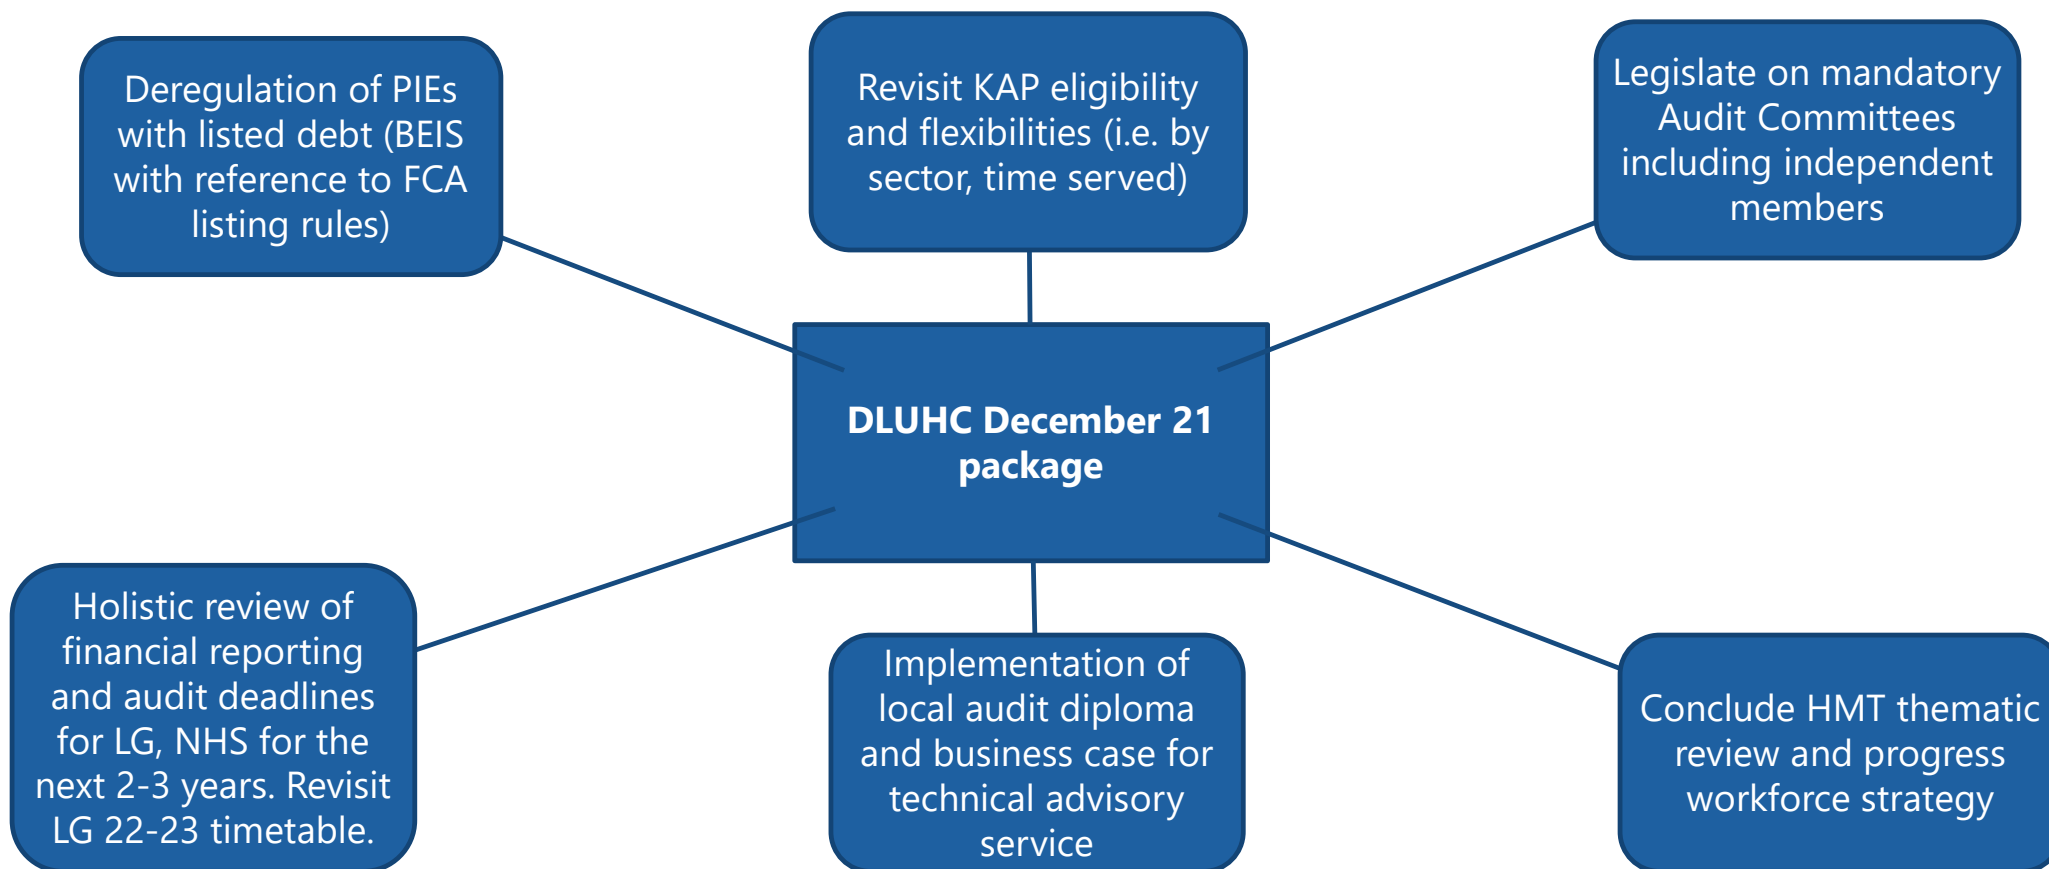 Deregulation of PIEs
with listed debt (BEIS
with reference to FCA
listing rules)
Revisit KAP eligibility
and flexibilities (i.e. by
sector, time served)
Legislate on mandatory
Audit Committees
including independent
members
DLUHC December 21
package
Holistic review of
financial reporting
and audit deadlines
for LG, NHS for the
next 2-3 years. Revisit
LG 22-23 timetable.
Implementation of
local audit diploma
and business case for
technical advisory
service
Conclude HMT thematic
review and progress
workforce strategy